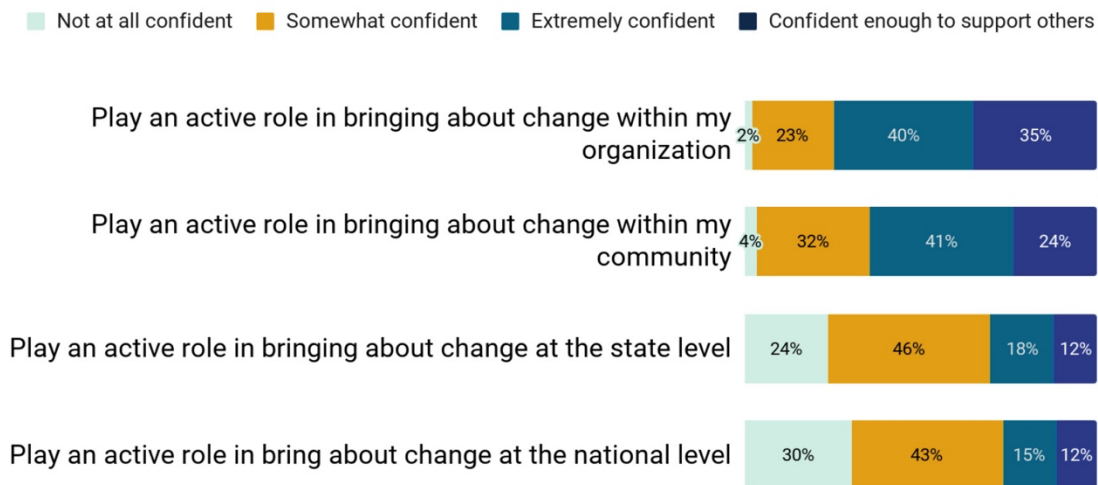 Not at all confident Somewhat confident Extremely confident Confident enough to support others
Play an active role in bringing about change within my
organization
2% 23% 40% 35%
Play an active role in bringing about change within my
community
4% 32% 41% 24%
Play an active role in bringing about change at the state level
24% 46% 18% 12%
Play an active role in bring about change at the national level
30% 43% 15% 12%